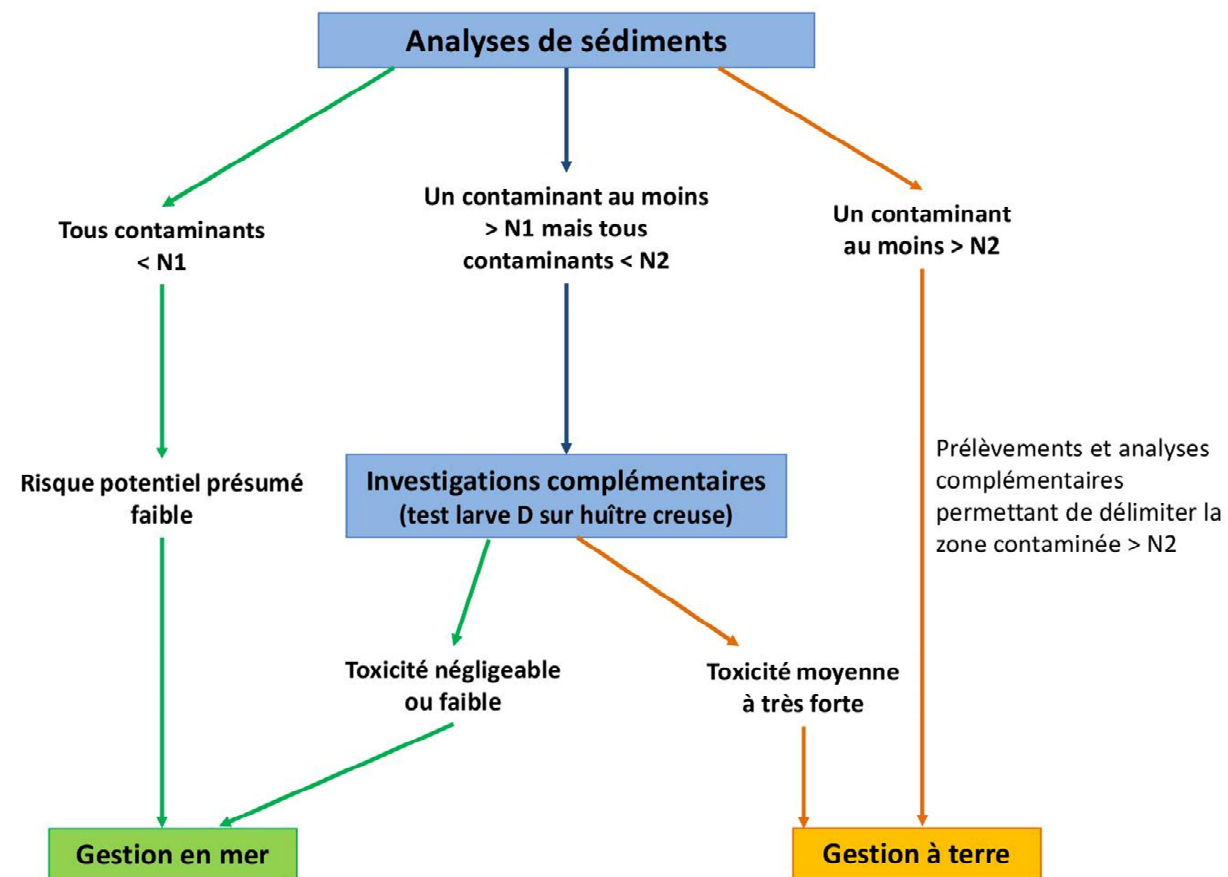 Analyses de sédiments
Tous contaminants
< N1
Un contaminant au moins
> N1 mais tous
contaminants < N2
Un contaminant
au moins > N2
Risque potentiel présumé
faible
Investigations complémentaires
(test larve D sur huître creuse)
Prélèvements et analyses
complémentaires
permettant de délimiter la
zone contaminée > N2
Toxicité négligeable
ou faible
Toxicité moyenne
à très forte
Gestion en mer
Gestion à terre